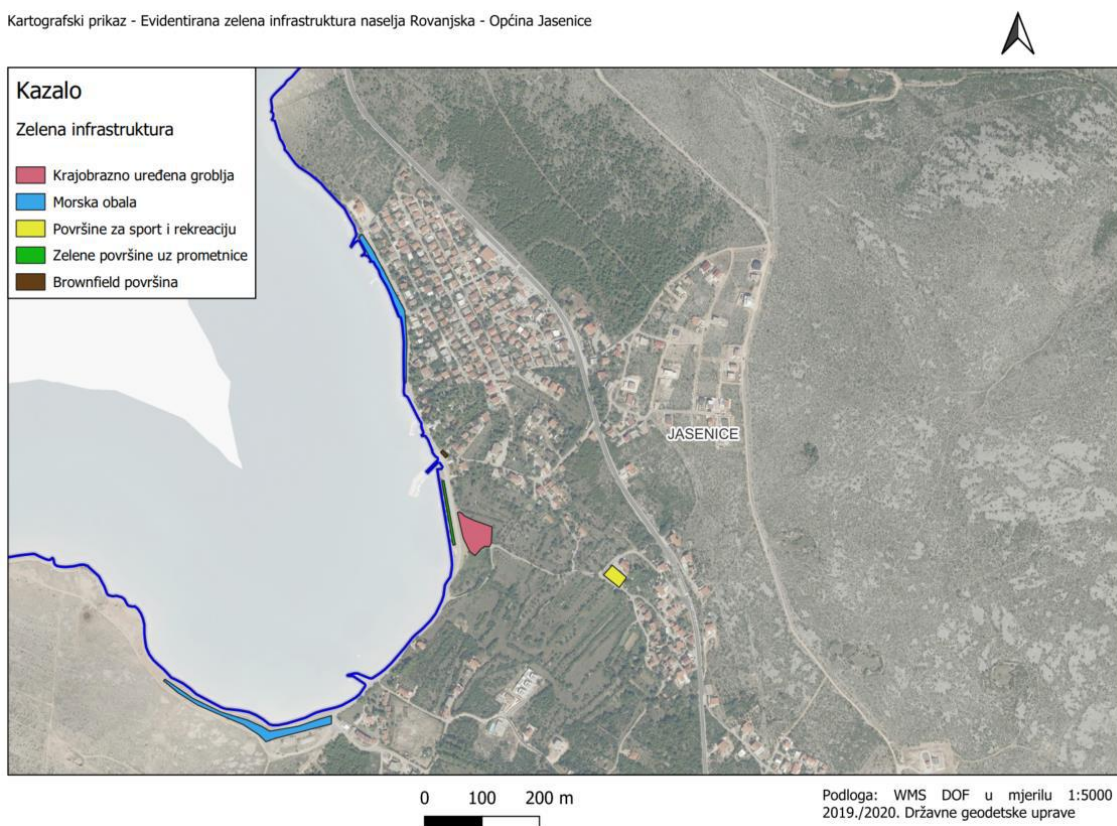 Kartografski prikaz - Evidentirana zelena infrastruktura naselja Rovanjska - Općina Jasenice
Kazalo
Zelena infrastruktura
Krajobrazno uređena groblja
Morska obala
Površine za sport i rekreaciju
Zelene površine uz prometnice
Brownfield površina
JASENICE
0 100 200 m
Podloga: WMS DOF u mjerilu 1:5000
2019./2020. Državne geodetske uprave